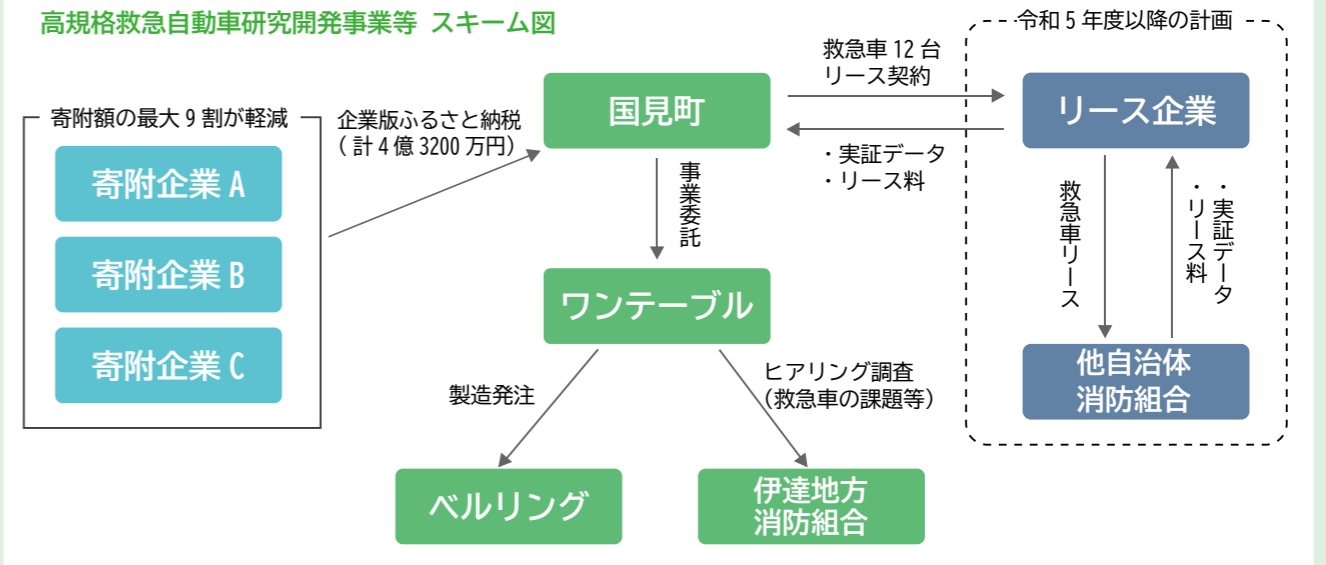 高規格救急自動車研究開発事業等 スキーム図
寄附額の最大9割が軽減
寄附企業 A
寄附企業 B
寄附企業 C
企業版ふるさと納税
(計4億3200万円)
国見町
事業委託
ワンテーブル
製造発注
ヒアリング調査
(救急車の課題等)
ベルリング
伊達地方
消防組合
救急車12台
リース契約
・実証データ
・リース料
令和5年度以降の計画
リース企業
救急車リース
・実証データ
・リース料
他自治体
消防組合